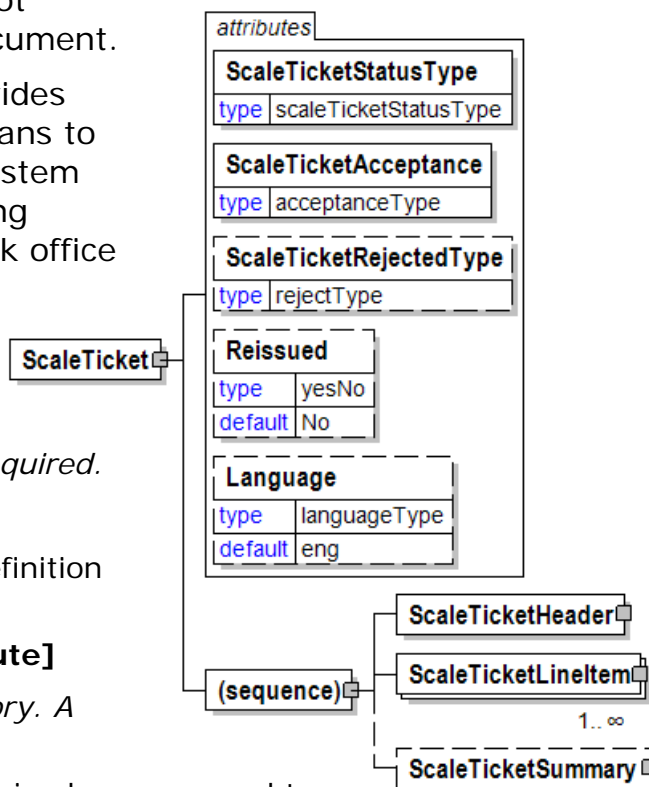 cument.
ides
ans to
stem
ng
k office
quired.
finition
ute]
ory. A
attributes
ScaleTicketStatusType
type scaleTicketStatusType
ScaleTicketAcceptance
type acceptanceType
ScaleTicketRejectedType
type rejectType
Reissued
type yesNo
default No
Language
type languageType
default eng
ScaleTicket
(sequence)
ScaleTicketHeader
ScaleTicketLineItem
1.. ∞
ScaleTicketSummary